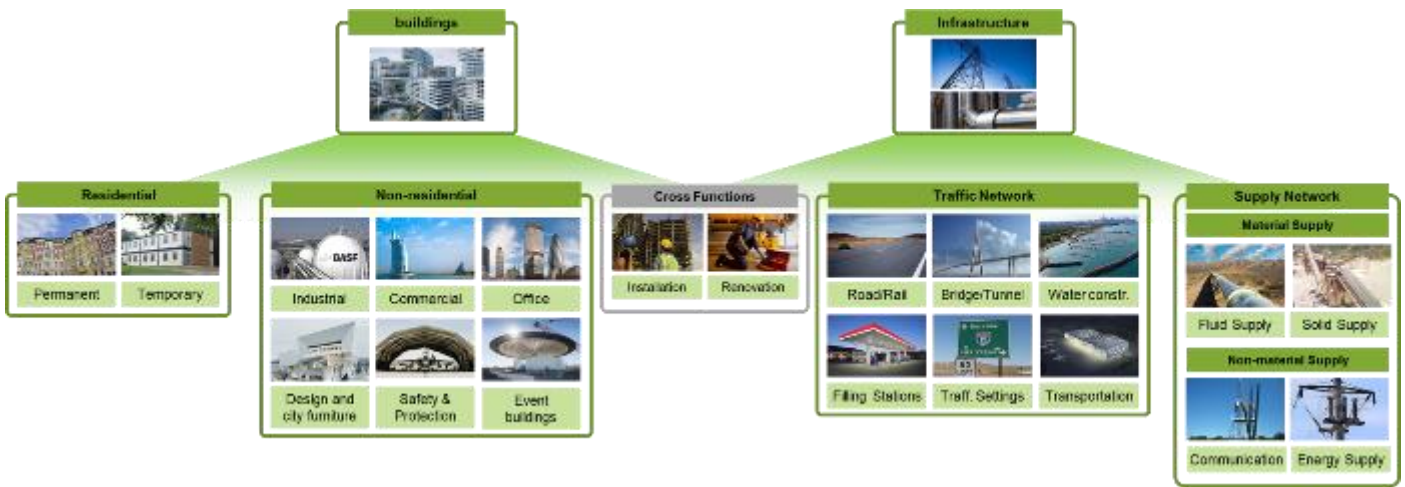 buildings
Infrastructure
Residential
Permanent
Temporary
Non-residential
BASF
Industrial
Commercial
Office
Design and
city furniture
Safety &
Protection
Event
buildings
Cross Functions
Installation
Renovation
Traffic Network
Road/Rail
Bridge/Tunnel
Water constr.
Filling Stations
Traff. Settings
Transportation
Supply Network
Material Supply
Fluid Supply
Solid Supply
Non-material Supply
Communication
Energy Supply